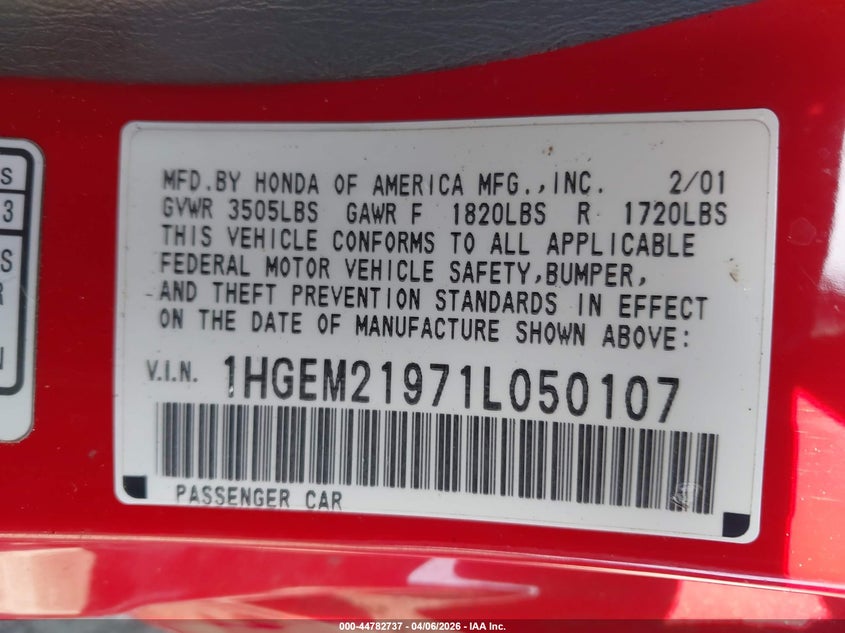 S
3
S
R
N
MFD.BY HONDA OF AMERICA MFG.,INC. 2/01
GVWR 3505LBS GAWR F 1820LBS R 1720LBS
THIS VEHICLE CONFORMS TO ALL APPLICABLE
FEDERAL MOTOR VEHICLE SAFETY,BUMPER,
AND THEFT PREVENTION STANDARDS IN EFFECT
ON THE DATE OF MANUFACTURE SHOWN ABOVE:
V.I.N. 1HGEM21971L050107
PASSENGER CAR
000-44782737 - 04/06/2026 - IAA Inc.